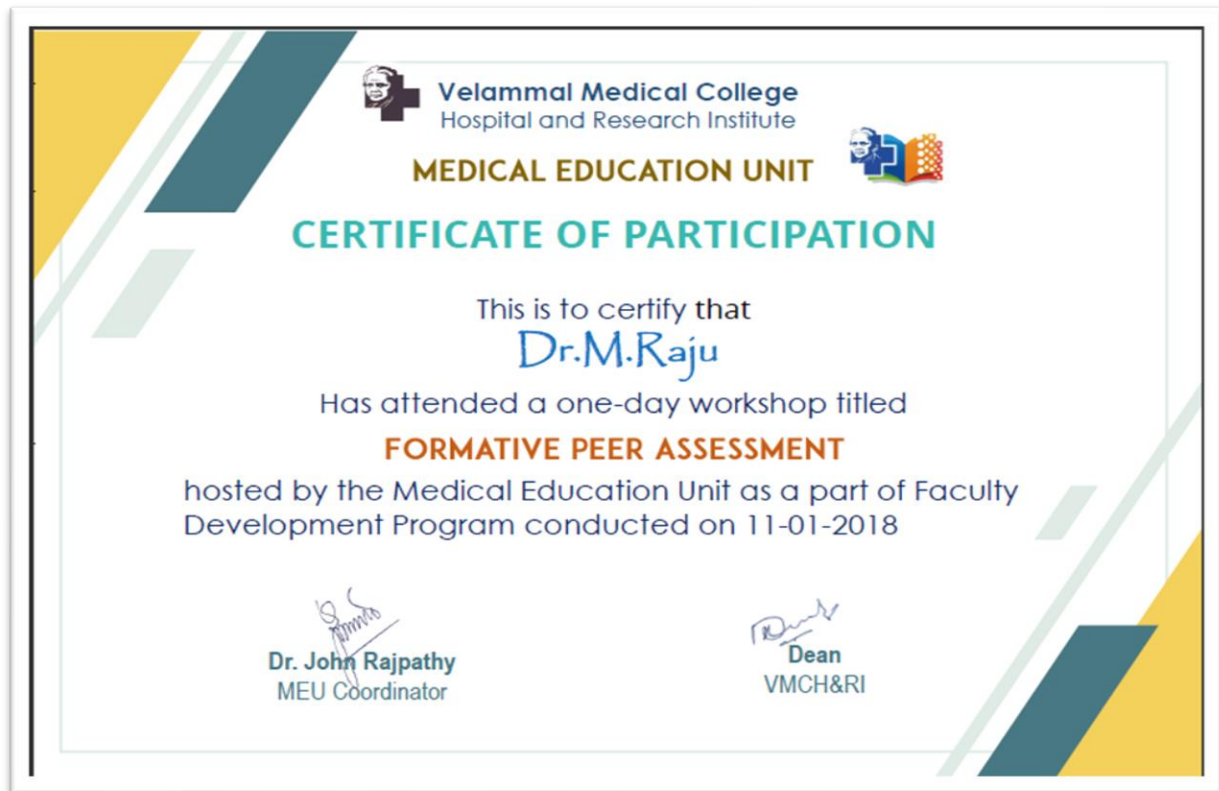 Velammal Medical College
Hospital and Research Institute
MEDICAL EDUCATION UNIT
CERTIFICATE OF PARTICIPATION
This is to certify that
Dr.M.Raju
Has attended a one-day workshop titled
FORMATIVE PEER ASSESSMENT
hosted by the Medical Education Unit as a part of Faculty
Development Program conducted on 11-01-2018
Dr. John Rajpathy
MEU Coordinator
Dean
VMCH&RI